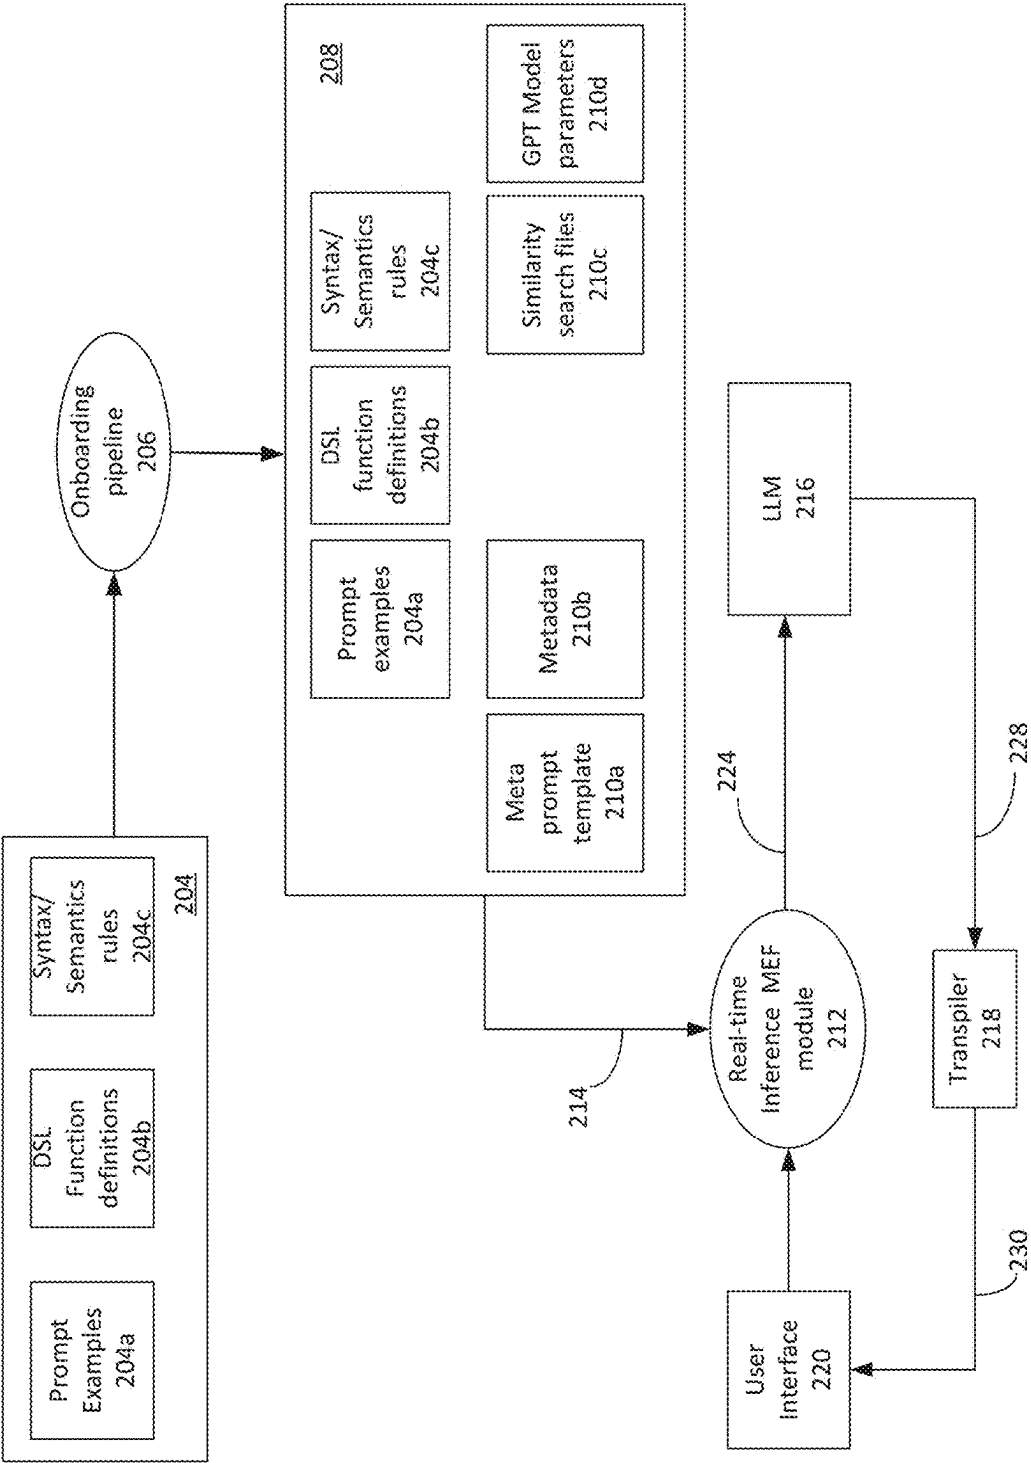 Prompt
Examples
204a
DSL
Function
definitions
204b
Syntax/
Semantics
rules
204c
204
Onboarding
pipeline
206
208
Prompt
examples
204a
DSL
function
definitions
204b
Syntax/
Semantics
rules
204c
Meta
prompt
template
210a
Metadata
210b
Similarity
search files
210c
GPT Model
parameters
210d
214
User
Interface
220
Real-time
Inference MEF
module
212
224
LLM
216
230
Transpiler
218
228